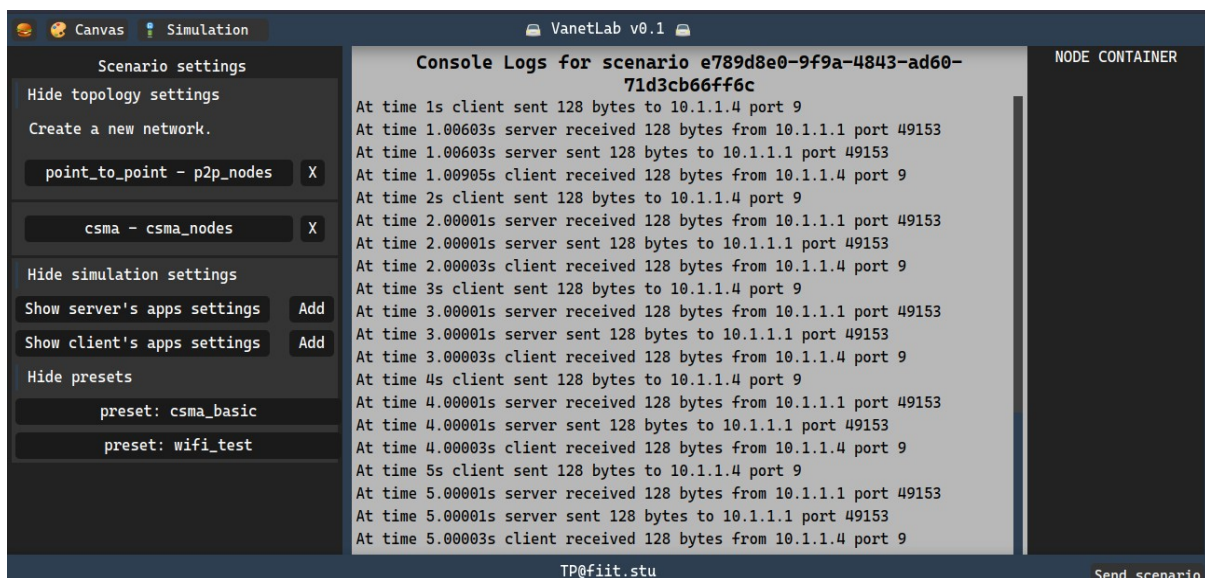 Canvas Simulation
VanetLab v0.1
Scenario settings
Hide topology settings
Create a new network.
point_to_point - p2p_nodes X
csma - csma_nodes X
Hide simulation settings
Show server's apps settings Add
Show client's apps settings Add
Hide presets
preset: csma_basic
preset: wifi_test
Console Logs for scenario e789d8e0-9f9a-4843-ad60-
71d3cb66ff6c
At time 1s client sent 128 bytes to 10.1.1.4 port 9
At time 1.00603s server received 128 bytes from 10.1.1.1 port 49153
At time 1.00603s server sent 128 bytes to 10.1.1.1 port 49153
At time 1.00905s client received 128 bytes from 10.1.1.4 port 9
At time 2s client sent 128 bytes to 10.1.1.4 port 9
At time 2.00001s server received 128 bytes from 10.1.1.1 port 49153
At time 2.00001s server sent 128 bytes to 10.1.1.1 port 49153
At time 2.00003s client received 128 bytes from 10.1.1.4 port 9
At time 3s client sent 128 bytes to 10.1.1.4 port 9
At time 3.00001s server received 128 bytes from 10.1.1.1 port 49153
At time 3.00001s server sent 128 bytes to 10.1.1.1 port 49153
At time 3.00003s client received 128 bytes from 10.1.1.4 port 9
At time 4s client sent 128 bytes to 10.1.1.4 port 9
At time 4.00001s server received 128 bytes from 10.1.1.1 port 49153
At time 4.00001s server sent 128 bytes to 10.1.1.1 port 49153
At time 4.00003s client received 128 bytes from 10.1.1.4 port 9
At time 5s client sent 128 bytes to 10.1.1.4 port 9
At time 5.00001s server received 128 bytes from 10.1.1.1 port 49153
At time 5.00001s server sent 128 bytes to 10.1.1.1 port 49153
At time 5.00003s client received 128 bytes from 10.1.1.4 port 9
NODE CONTAINER
TP@fiit.stu
Send scenario